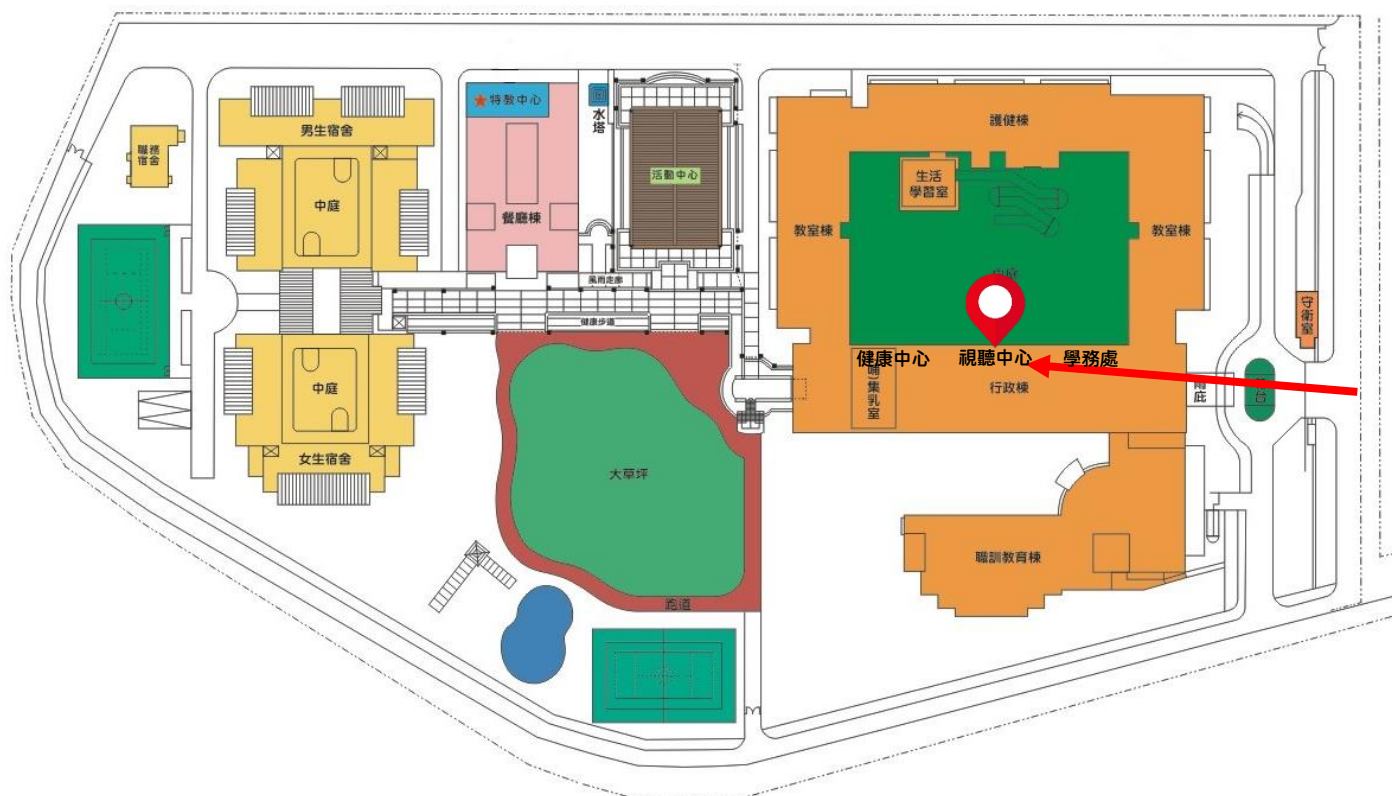 ★特教中心
水塔
男生宿舍
職務
宿舍
中庭
餐廳棟
活動中心
護健棟
生活
學習室
教室棟
教室棟
中庭
風雨走廊
健康步道
守衛室
健康中心
視聽中心
學務處
集乳室
行政棟
雨庇
中庭
女生宿舍
大草坪
職訓教育棟
跑道